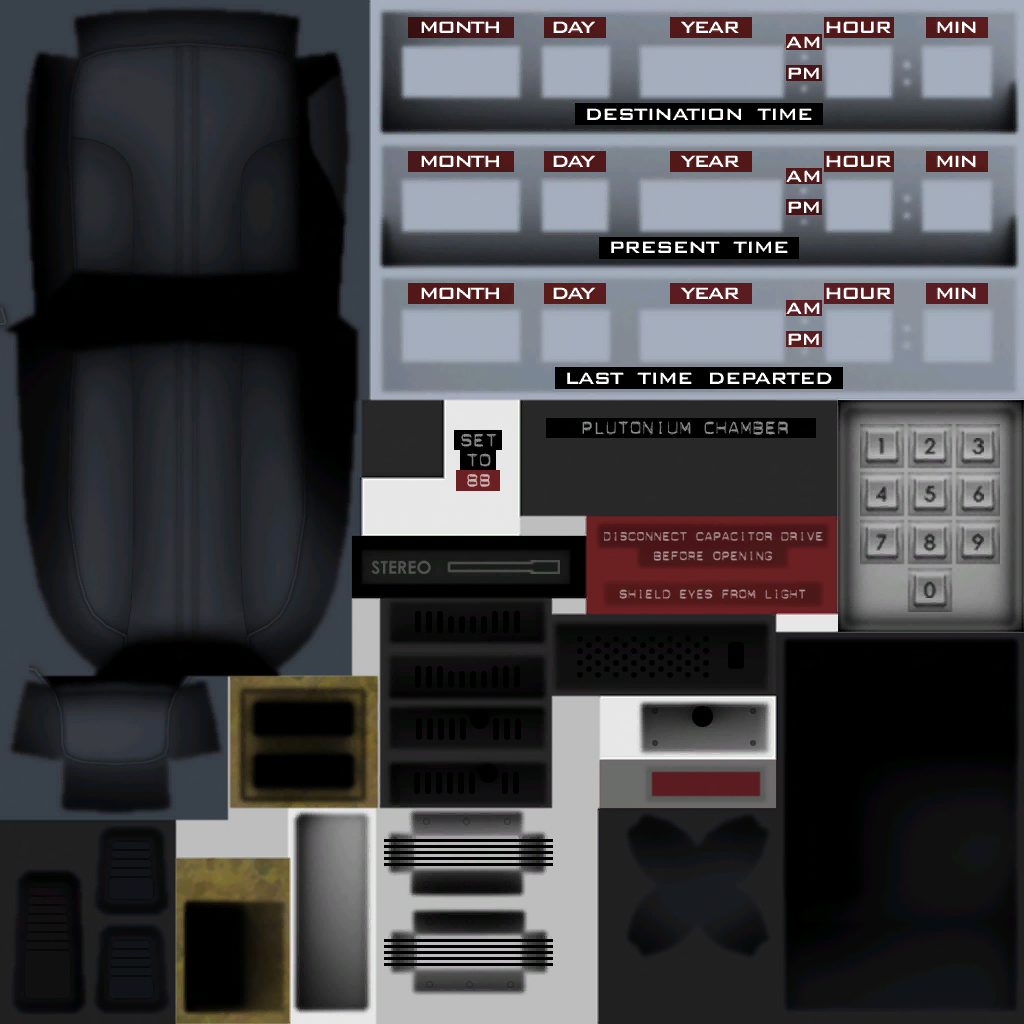 MONTH DAY YEAR HOUR MIN
AM
PM
DESTINATION TIME
MONTH DAY YEAR HOUR MIN
AM
PM
PRESENT TIME
MONTH DAY YEAR HOUR MIN
AM
PM
LAST TIME DEPARTED
SET
TO
88
PLUTONIUM CHAMBER
1 2 3
4 5 6
7 8 9
0
DISCONNECT CAPACITOR DRIVE
BEFORE OPENING
SHIELD EYES FROM LIGHT
STEREO